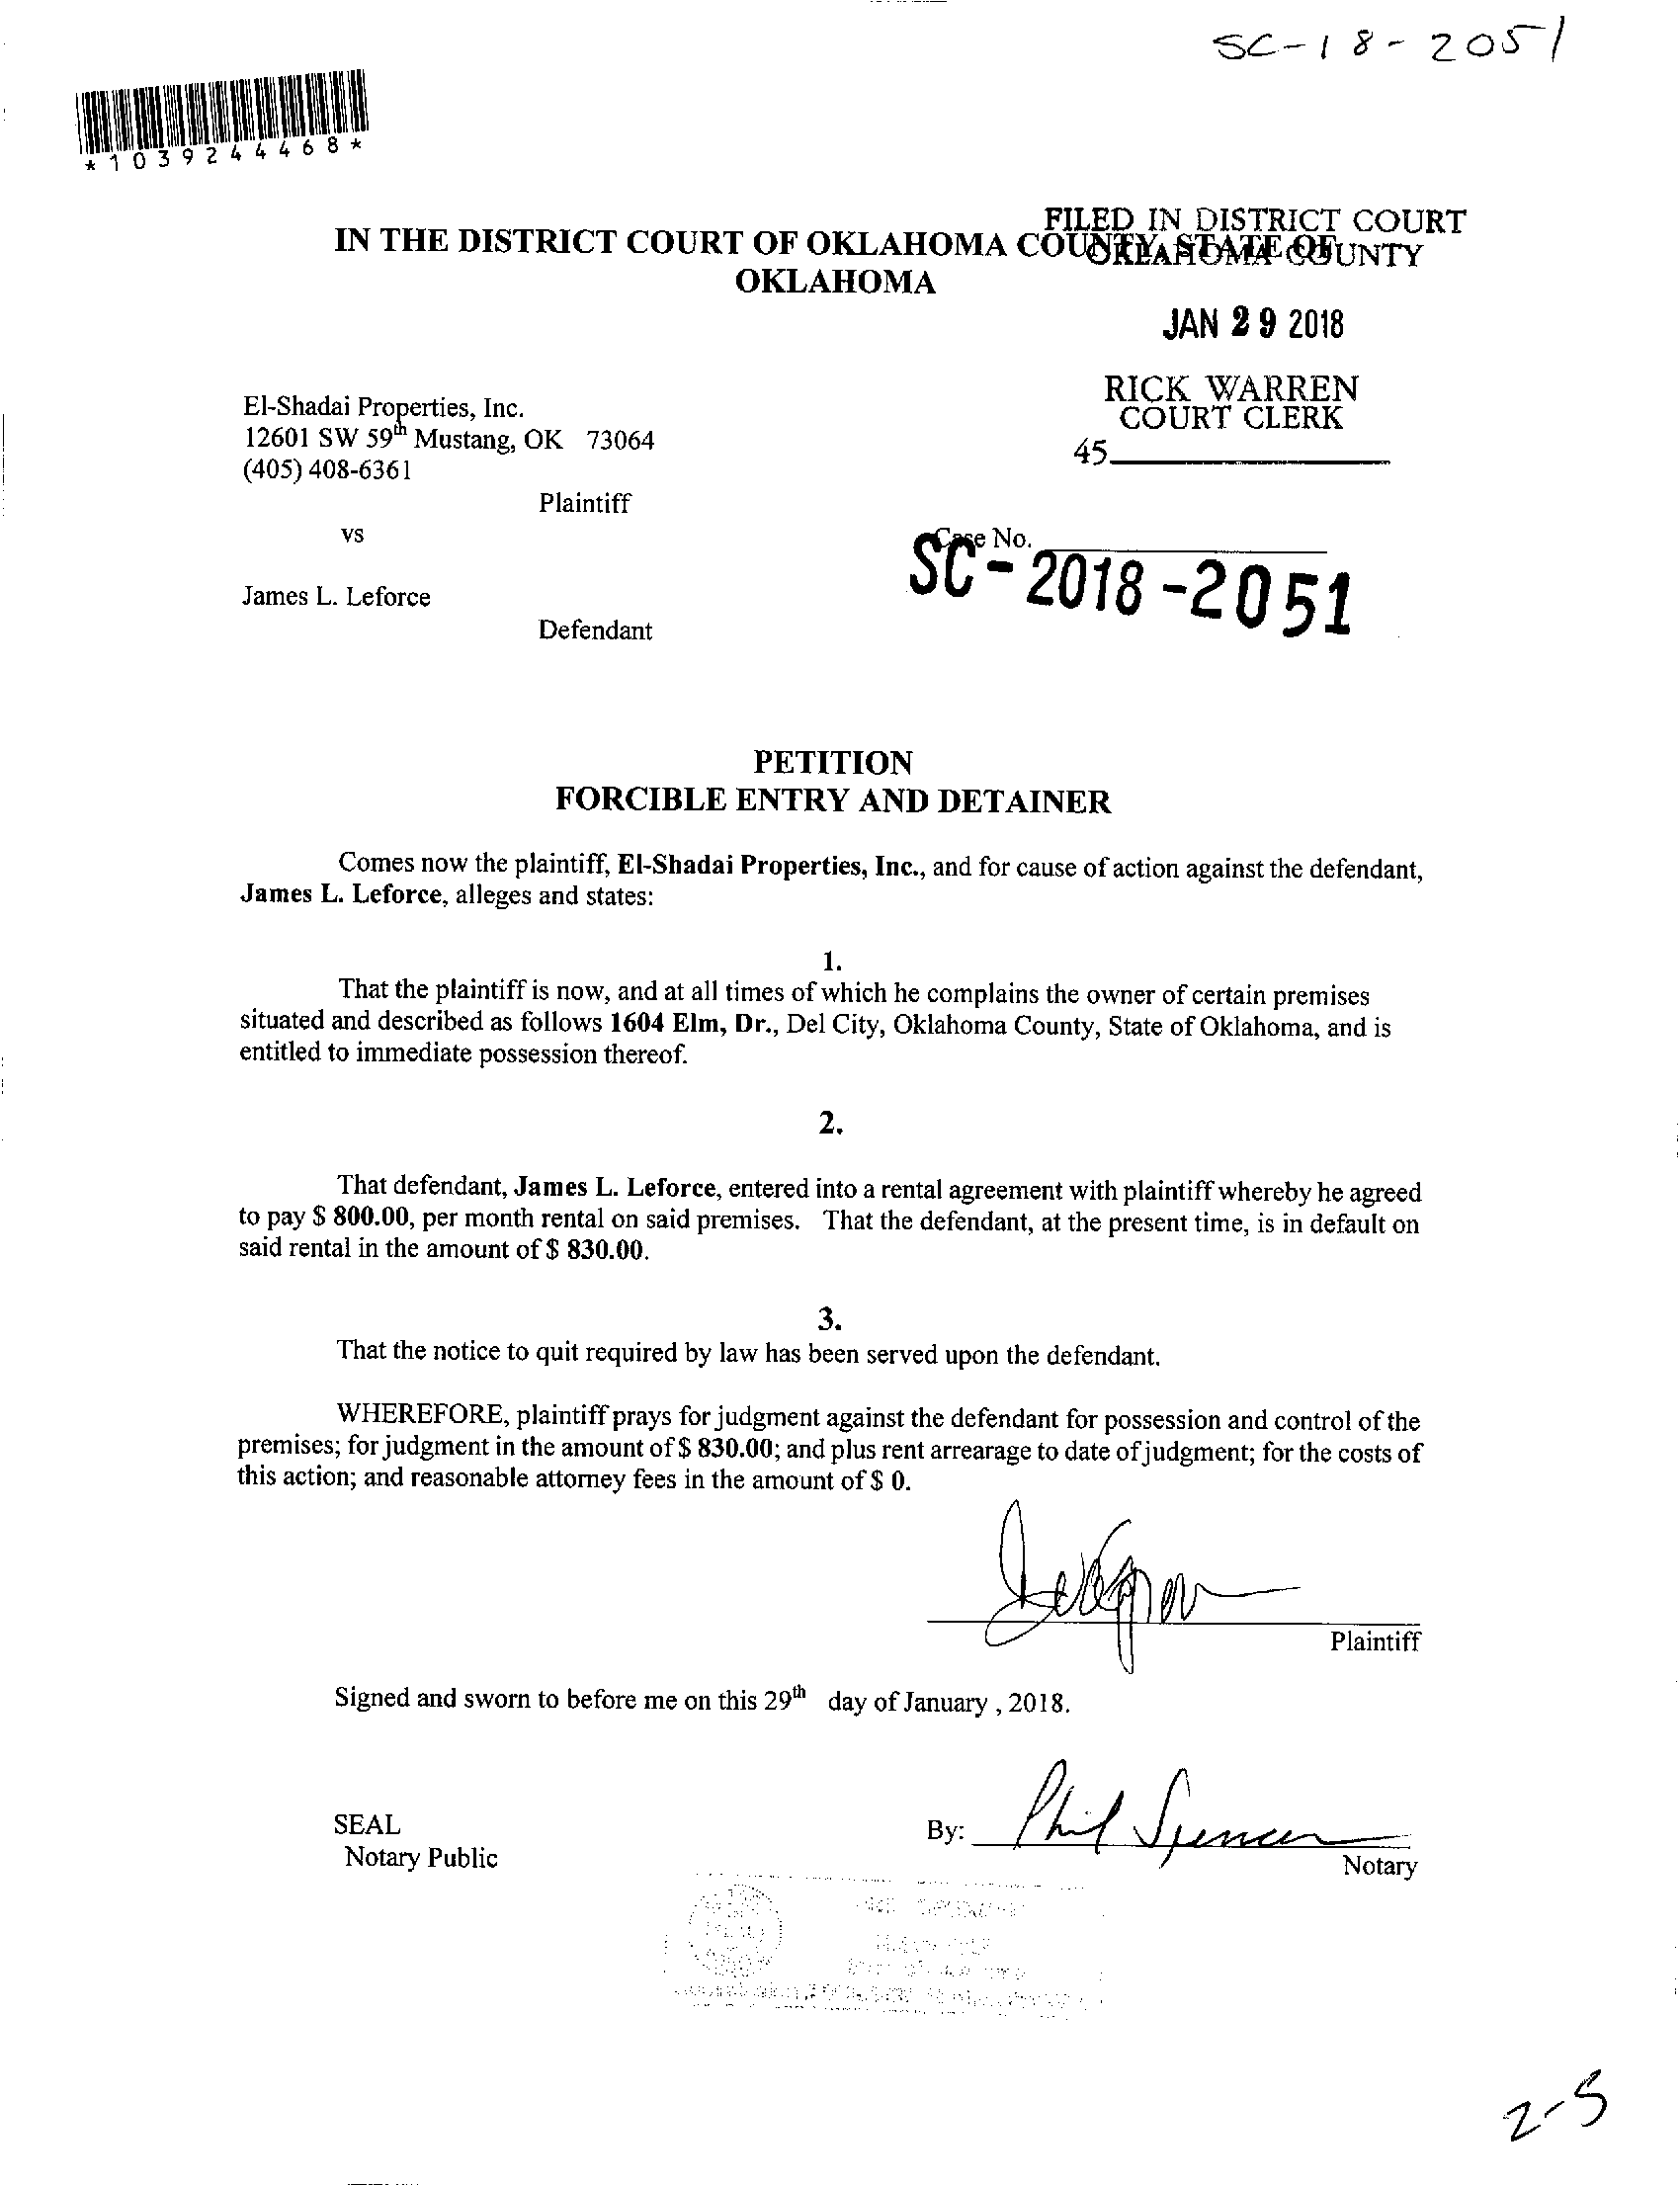 SC-18-2051
*1039244468*
FILED IN DISTRICT COURT
OKLAHOMA COUNTY
IN THE DISTRICT COURT OF OKLAHOMA COUNTY, STATE OF
OKLAHOMA
JAN 29 2018
RICK WARREN
COURT CLERK
45
El-Shadai Properties, Inc.
12601 SW 59th Mustang, OK 73064
(405) 408-6361
Plaintiff
vs
Case No.
SC-2018-2051
James L. Leforce
Defendant
PETITION
FORCIBLE ENTRY AND DETAINER
Comes now the plaintiff, El-Shadai Properties, Inc., and for cause of action against the defendant,
James L. Leforce, alleges and states:
1.
That the plaintiff is now, and at all times of which he complains the owner of certain premises
situated and described as follows 1604 Elm, Dr., Del City, Oklahoma County, State of Oklahoma, and is
entitled to immediate possession thereof.
2.
That defendant, James L. Leforce, entered into a rental agreement with plaintiff whereby he agreed
to pay $ 800.00, per month rental on said premises. That the defendant, at the present time, is in default on
said rental in the amount of $ 830.00.
3.
That the notice to quit required by law has been served upon the defendant.
WHEREFORE, plaintiff prays for judgment against the defendant for possession and control of the
premises; for judgment in the amount of $ 830.00; and plus rent arrearage to date of judgment; for the costs of
this action; and reasonable attorney fees in the amount of $ 0.
Plaintiff
Signed and sworn to before me on this 29th day of January , 2018.
SEAL
Notary Public
By: Phil Spencer
Notary
2-5